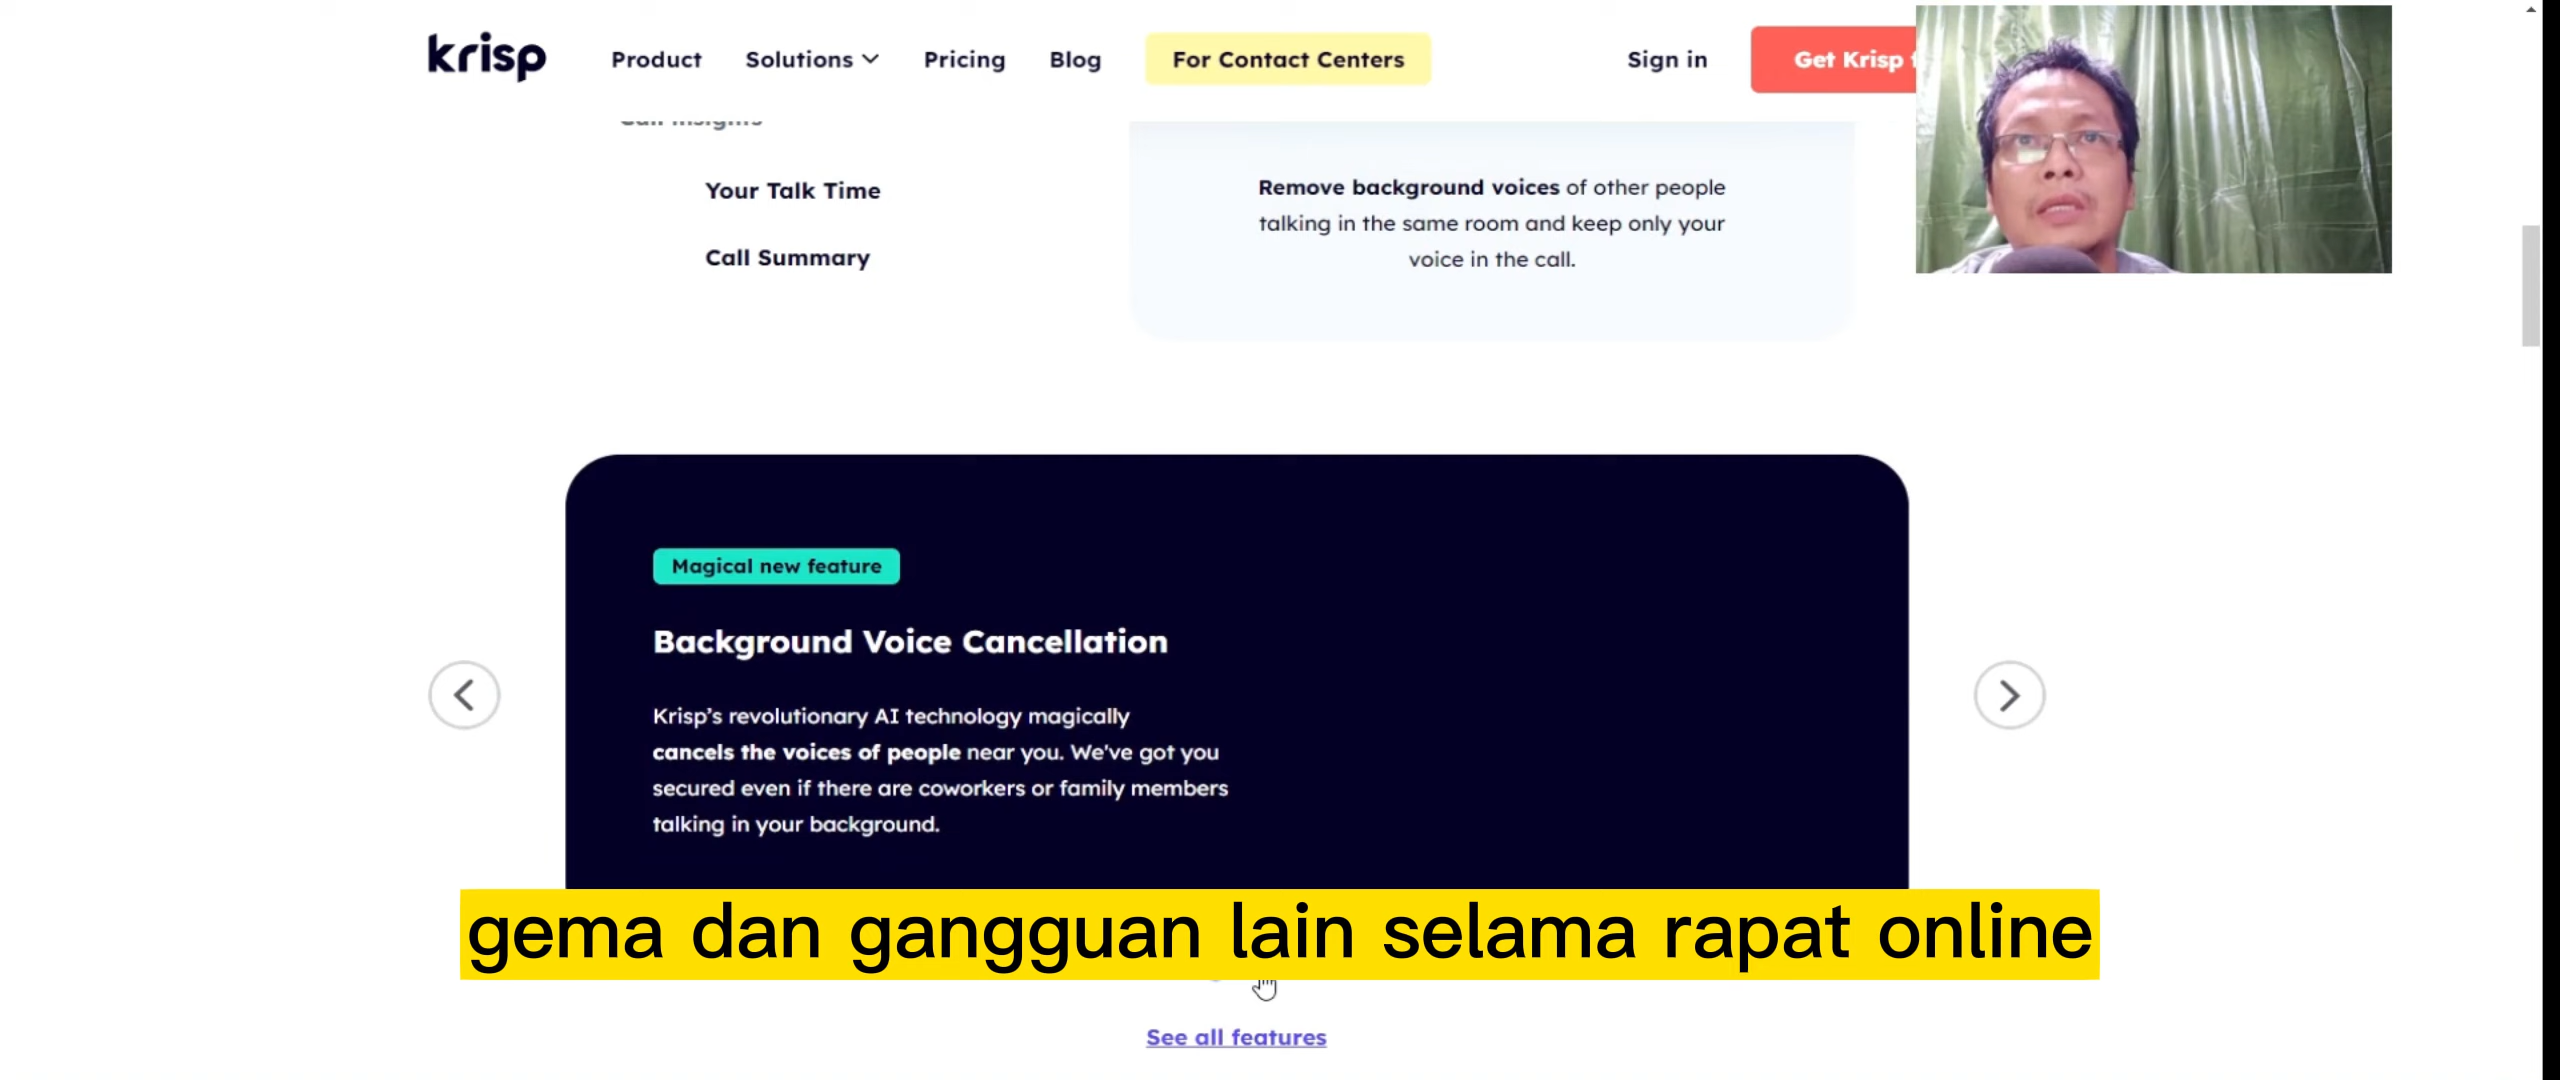 krisp
Product
Solutions
Pricing
Blog
For Contact Centers
Sign in
Get Krisp
Call Insights
Your Talk Time
Call Summary
Remove background voices of other people
talking in the same room and keep only your
voice in the call.
Magical new feature
Background Voice Cancellation
Krisp's revolutionary AI technology magically
cancels the voices of people near you. We've got you
secured even if there are coworkers or family members
talking in your background.
gema dan gangguan lain selama rapat online
See all features